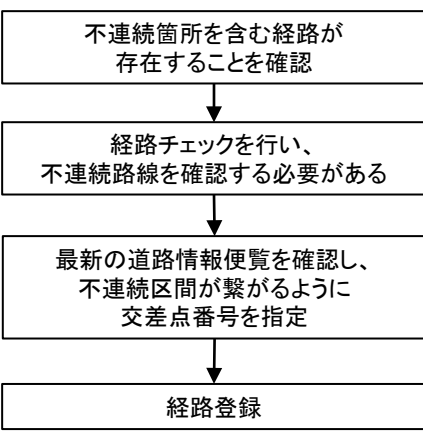 不連続箇所を含む経路が
存在することを確認
経路チェックを行い、
不連続路線を確認する必要がある
最新の道路情報便覧を確認し、
不連続区間が繋がるように
交差点番号を指定
経路登録